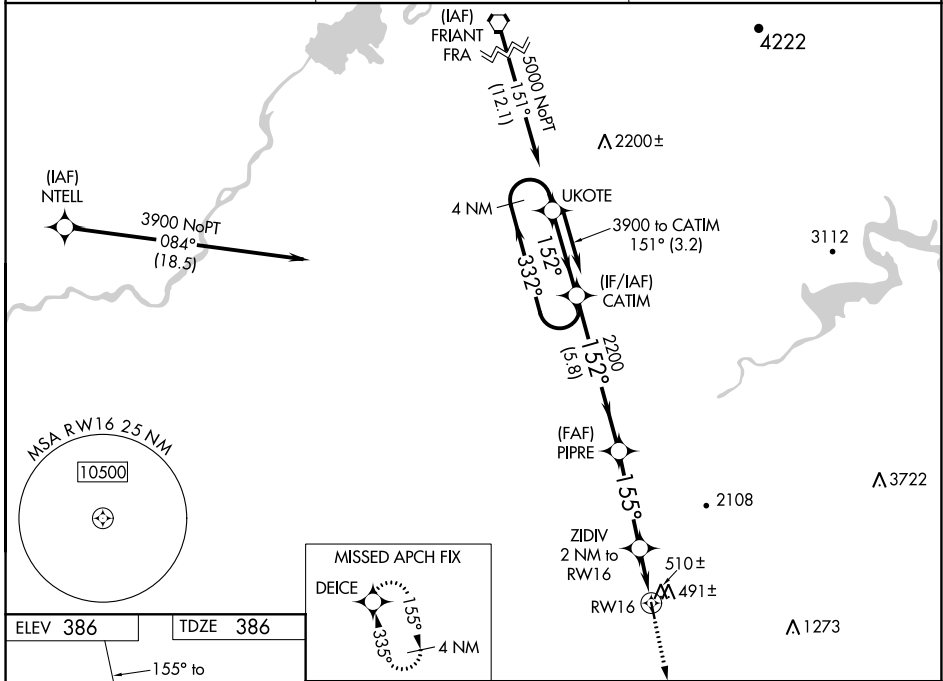 (IAF)
FRIANT
FRA
4222
5000 NoPT
151°
(12.1)
2200±
(IAF)
NTELL
3900 NoPT
084°
(18.5)
4 NM
UKOTE
3900 to CATIM
151° (3.2)
3112
152°
332°
(IF/IAF)
CATIM
2200
152°
(5.8)
(FAF)
PIPRE
155°
MSA RW16 25 NM
10500
3722
2108
ZIDIV
2 NM to
RW16
510±
491±
RW16
1273
MISSED APCH FIX
DEICE
155°
335°
4 NM
ELEV 386
TDZE 386
155° to